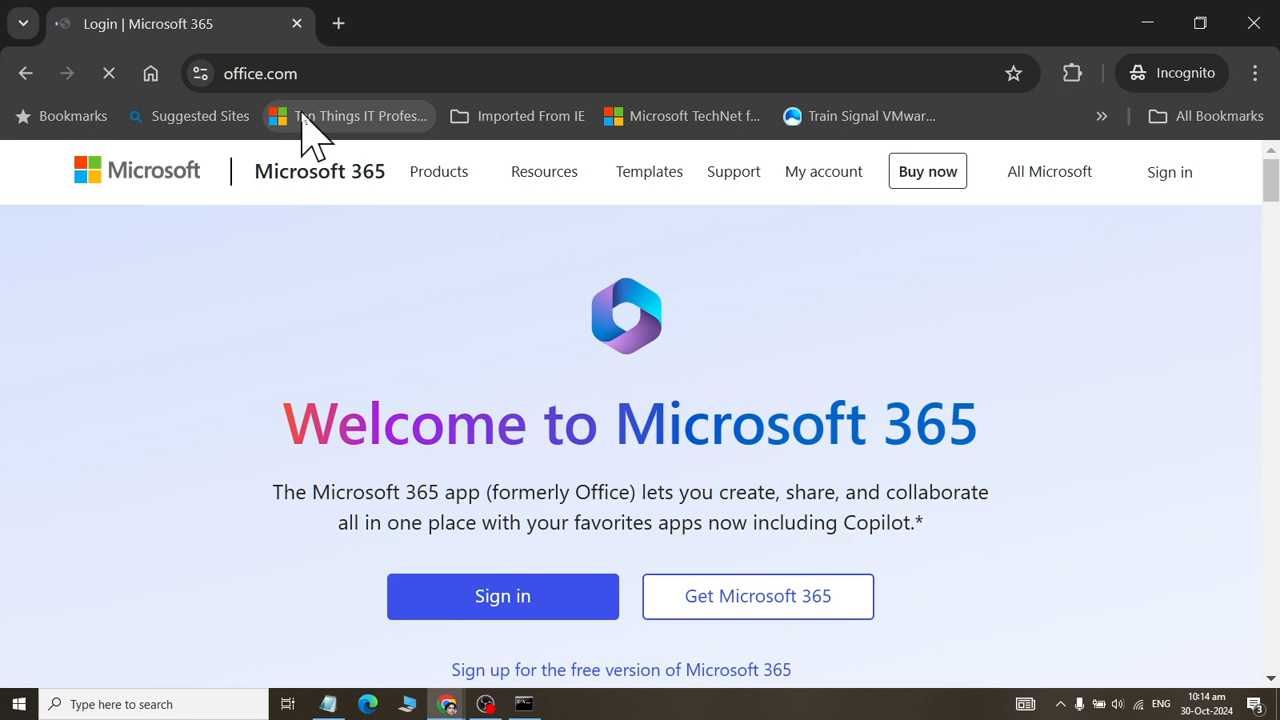 Login | Microsoft 365
office.com
Incognito
Bookmarks
Suggested Sites
Ten Things IT Profes...
Imported From IE
Microsoft TechNet f...
Train Signal VMwar...
All Bookmarks
Microsoft
Microsoft 365
Products
Resources
Templates
Support
My account
Buy now
All Microsoft
Sign in
Welcome to Microsoft 365
The Microsoft 365 app (formerly Office) lets you create, share, and collaborate
all in one place with your favorites apps now including Copilot.*
Sign in
Get Microsoft 365
Sign up for the free version of Microsoft 365
Type here to search
ENG
10:14 am
30-Oct-2024
3